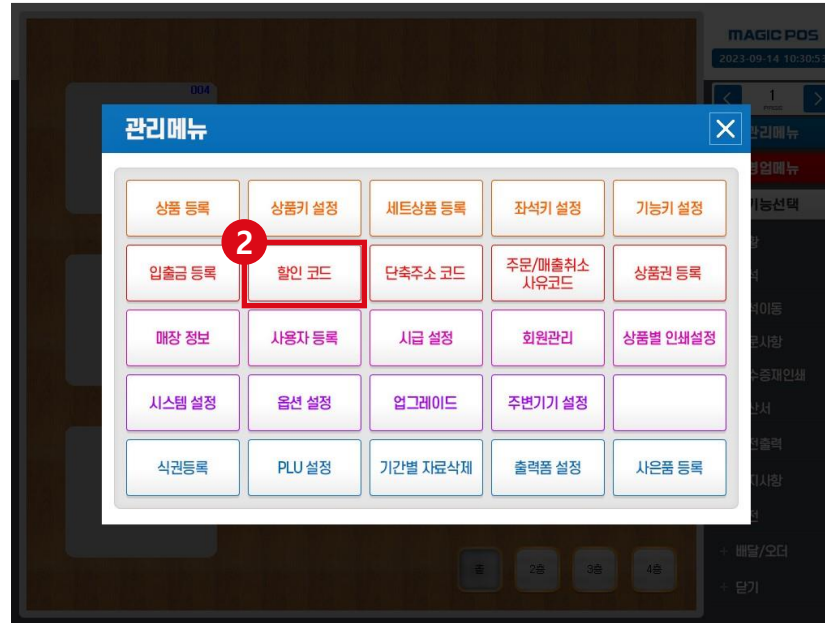 MAGIC POS
2023-09-14 10:30:5
004
1
관리메뉴
관리메뉴
상품 등록
상품키 설정
세트상품 등록
좌석키 설정
기능키 설정
2
입출금 등록
할인 코드
단축주소 코드
주문/매출취소
사유코드
상품권 등록
매장 정보
사용자 등록
시급 설정
회원관리
상품별 인쇄설정
시스템 설정
옵션 설정
업그레이드
주변기기 설정
식권등록
PLU 설정
기간별 자료삭제
출력폼 설정
사은품 등록
층
2층
3층
4층
+ 배달/오더
+ 닫기